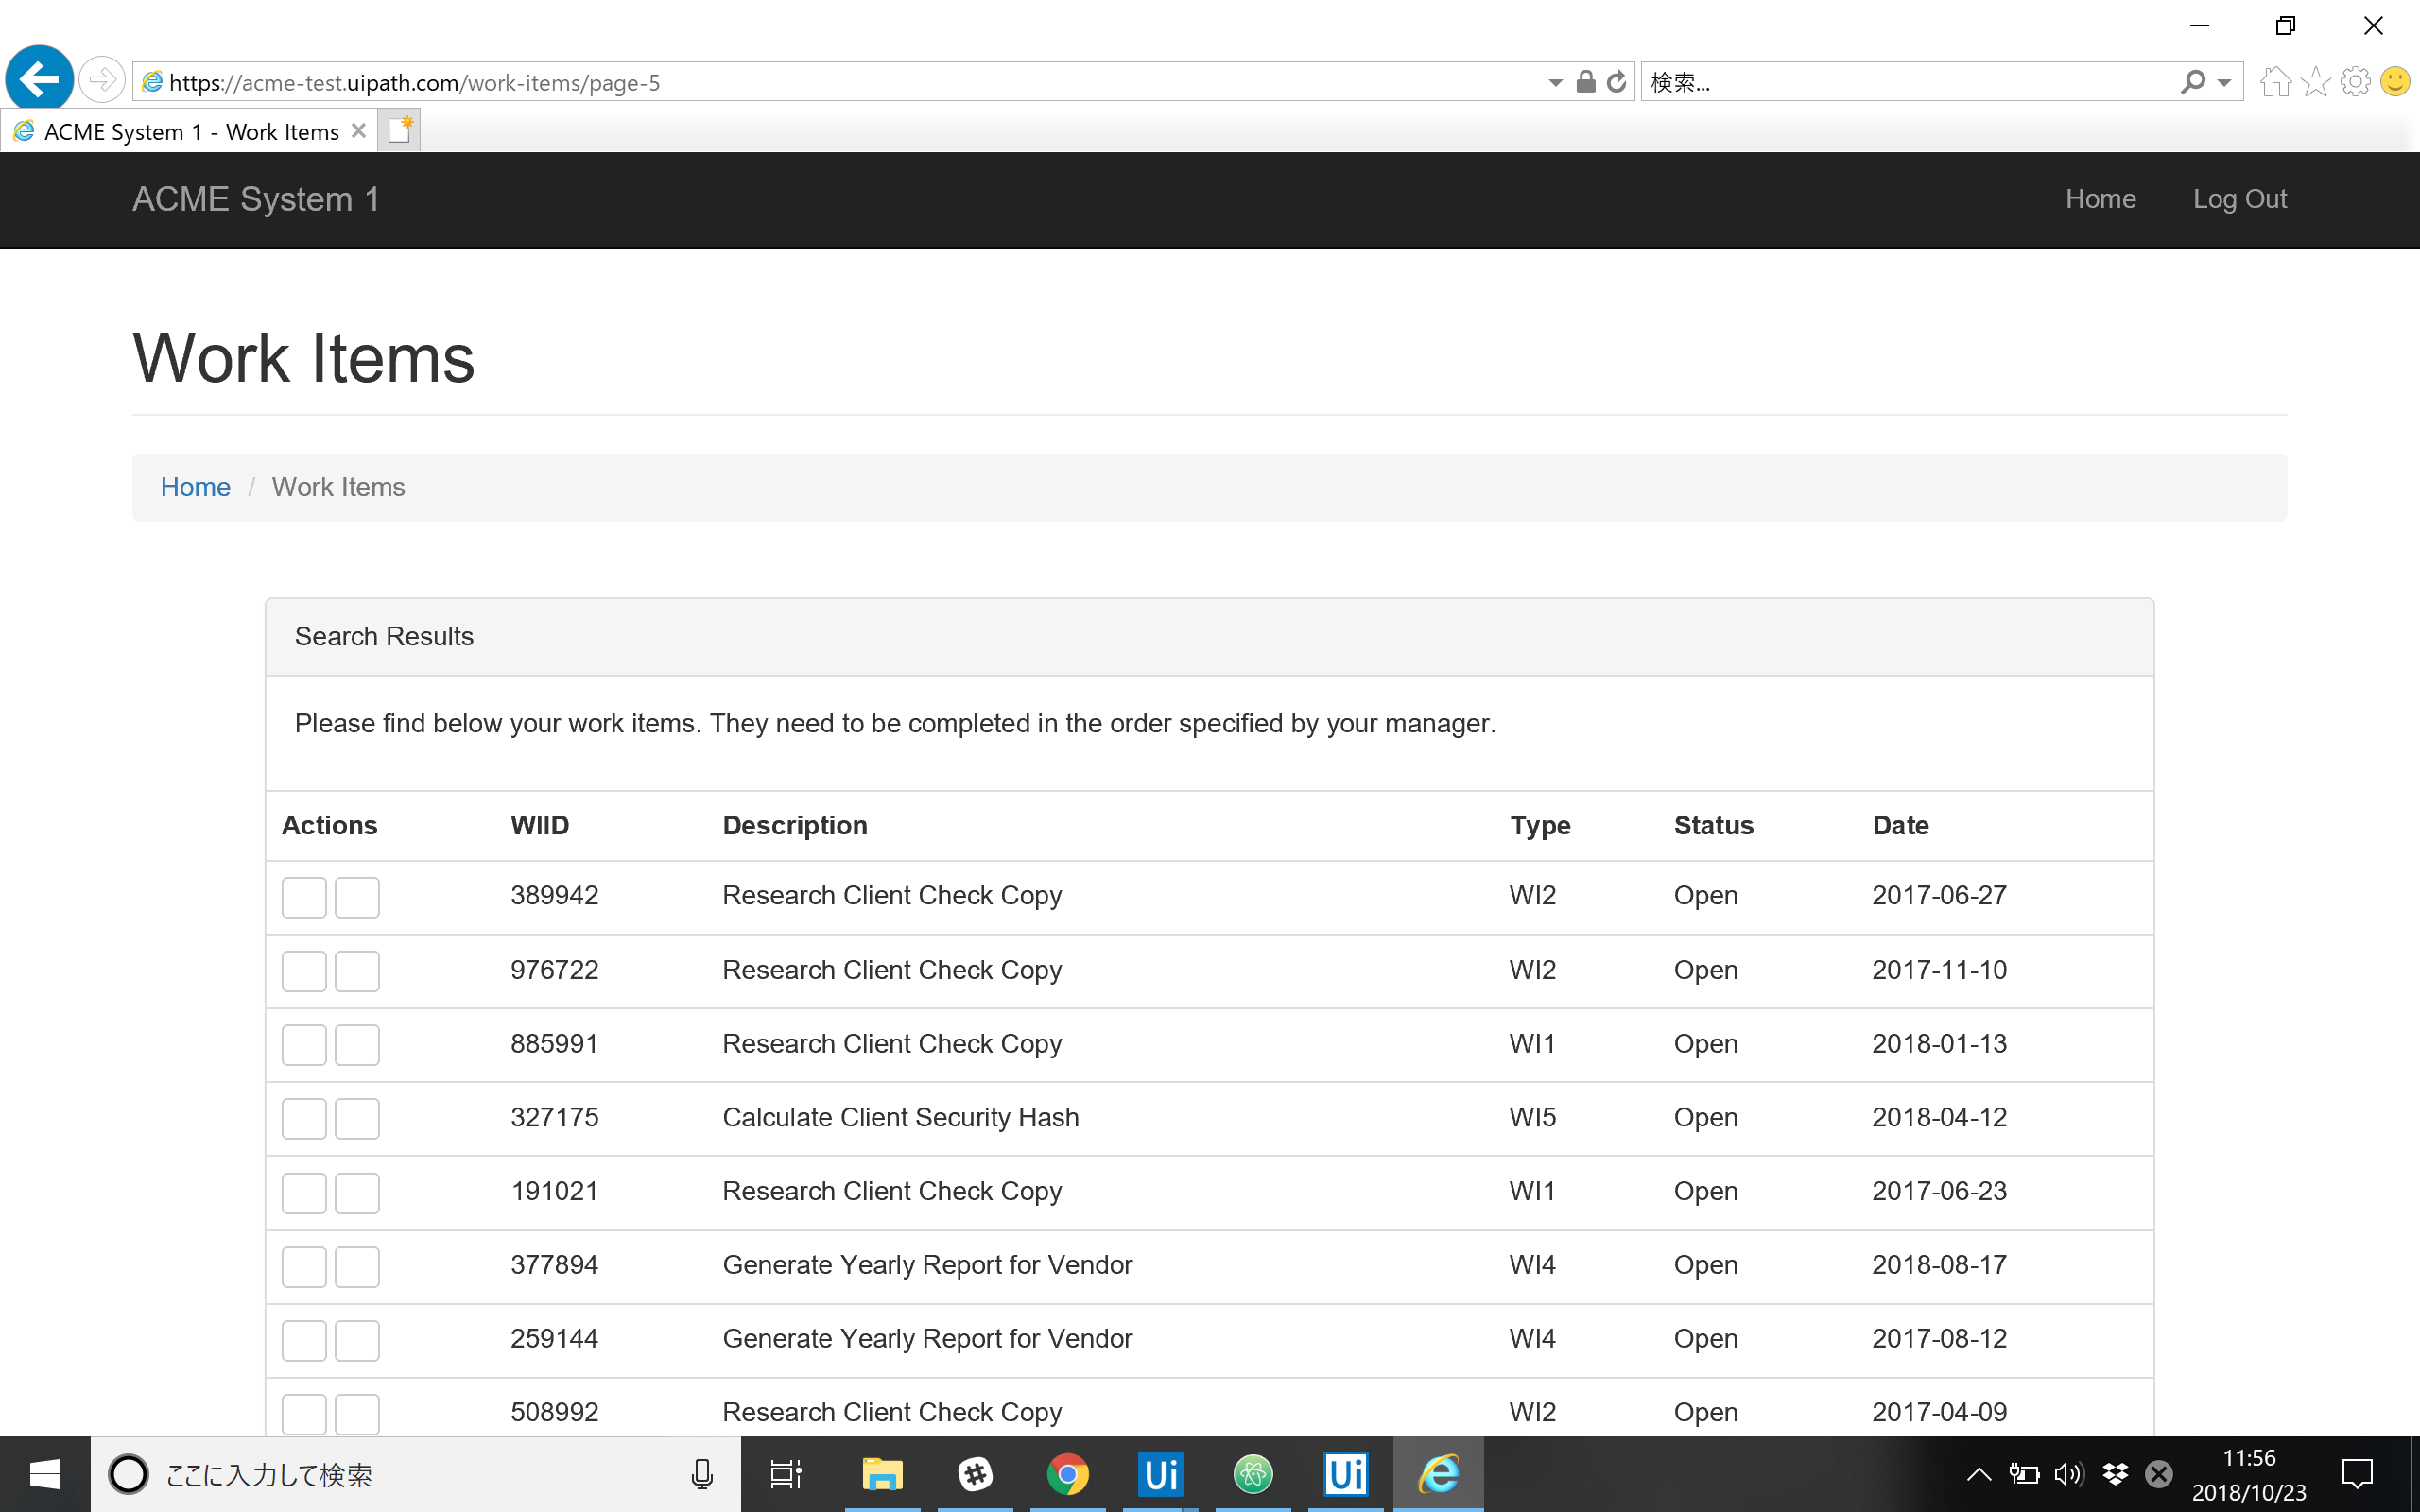 https://acme-test.uipath.com/work-items/page-5
検索...
ACME System 1 - Work Items
ACME System 1 Home Log Out
Work Items
Home / Work Items
Search Results
Please find below your work items. They need to be completed in the order specified by your manager.
Actions WIID Description Type Status Date
389942 Research Client Check Copy WI2 Open 2017-06-27
976722 Research Client Check Copy WI2 Open 2017-11-10
885991 Research Client Check Copy WI1 Open 2018-01-13
327175 Calculate Client Security Hash WI5 Open 2018-04-12
191021 Research Client Check Copy WI1 Open 2017-06-23
377894 Generate Yearly Report for Vendor WI4 Open 2018-08-17
259144 Generate Yearly Report for Vendor WI4 Open 2017-08-12
508992 Research Client Check Copy WI2 Open 2017-04-09
ここに入力して検索
Ui
Ui
11:56
2018/10/23